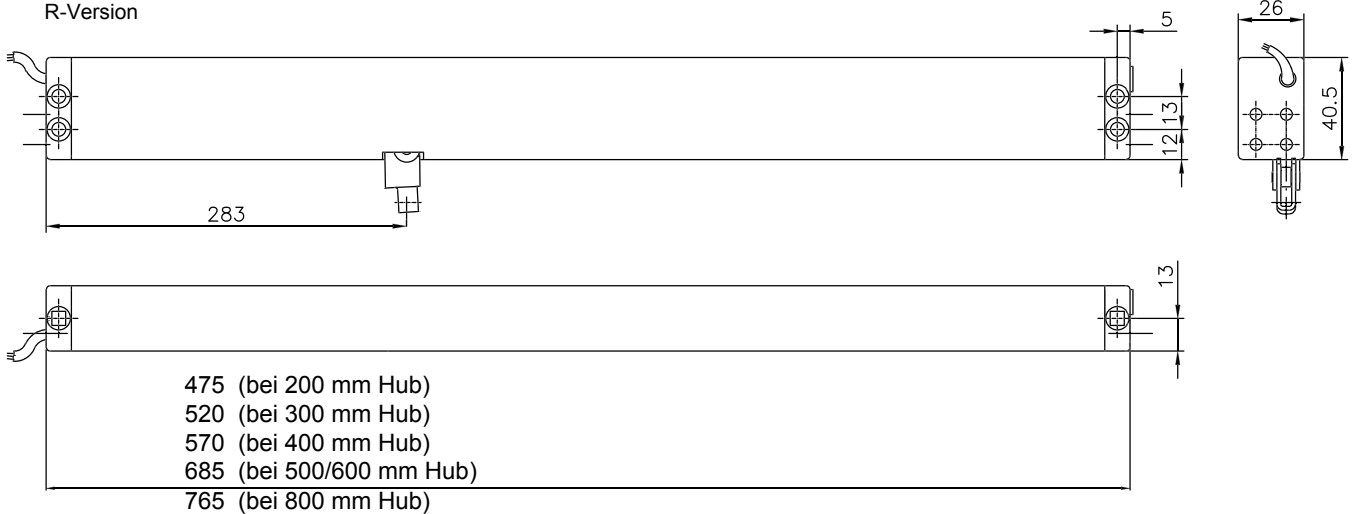 R-Version
5
26
13
12
40.5
283
13
475 (bei 200 mm Hub)
520 (bei 300 mm Hub)
570 (bei 400 mm Hub)
685 (bei 500/600 mm Hub)
765 (bei 800 mm Hub)